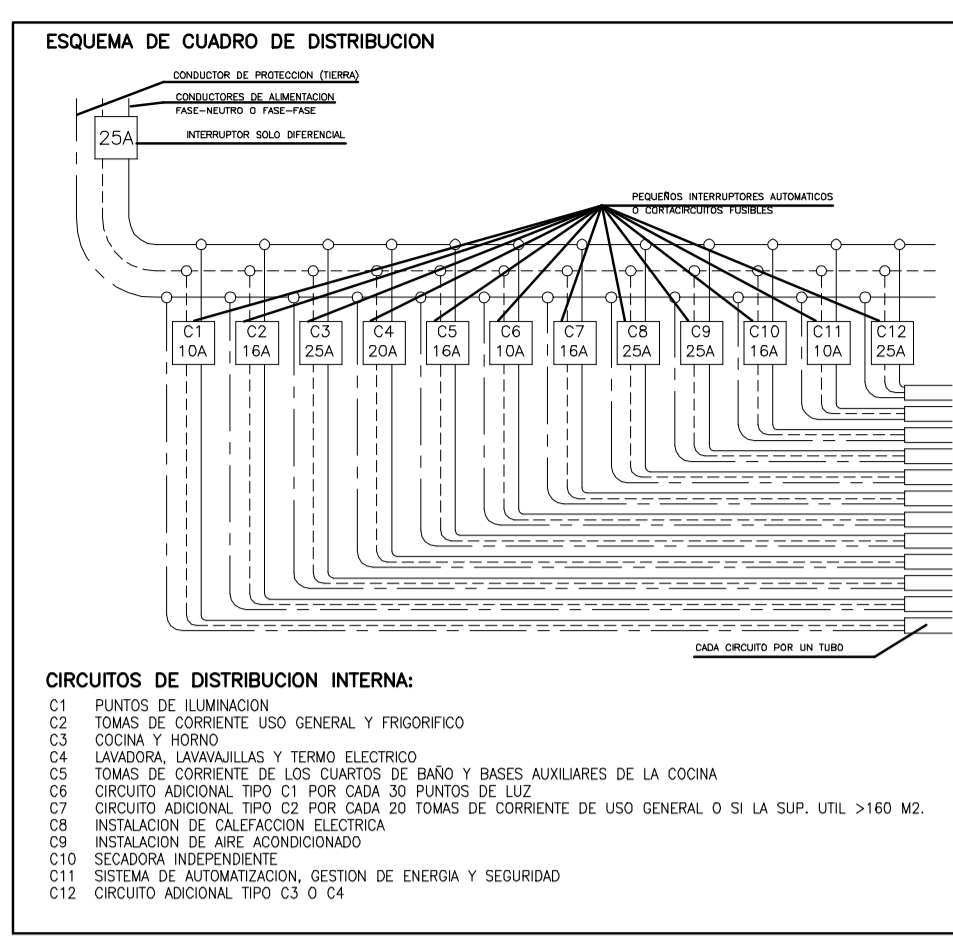 ESQUEMA DE CUADRO DE DISTRIBUCION
CONDUCTOR DE PROTECCION (TIERRA)
CONDUCTORES DE ALIMENTACION
FASE-NEUTRO O FASE-FASE
25A
INTERRUPTOR SOLO DIFERENCIAL
PEQUEÑOS INTERRUPTORES AUTOMATICOS
O CORTACIRCUITOS FUSIBLES
C1 C2 C3 C4 C5 C6 C7 C8 C9 C10 C11 C12
10A 16A 25A 20A 16A 10A 16A 25A 25A 16A 10A 25A
CADA CIRCUITO POR UN TUBO
CIRCUITOS DE DISTRIBUCION INTERNA:
C1 PUNTOS DE ILUMINACION
C2 TOMAS DE CORRIENTE USO GENERAL Y FRIGORIFICO
C3 COCINA Y HORNO
C4 LAVADORA, LAVAVAJILLAS Y TERMO ELECTRICO
C5 TOMAS DE CORRIENTE DE LOS CUARTOS DE BAÑO Y BASES AUXILIARES DE LA COCINA
C6 CIRCUITO ADICIONAL TIPO C1 POR CADA 30 PUNTOS DE LUZ
C7 CIRCUITO ADICIONAL TIPO C2 POR CADA 20 TOMAS DE CORRIENTE DE USO GENERAL O SI LA SUP. UTIL >160 M2.
C8 INSTALACION DE CALEFACCION ELECTRICA
C9 INSTALACION DE AIRE ACONDICIONADO
C10 SECADORA INDEPENDIENTE
C11 SISTEMA DE AUTOMATIZACION, GESTION DE ENERGIA Y SEGURIDAD
C12 CIRCUITO ADICIONAL TIPO C3 O C4